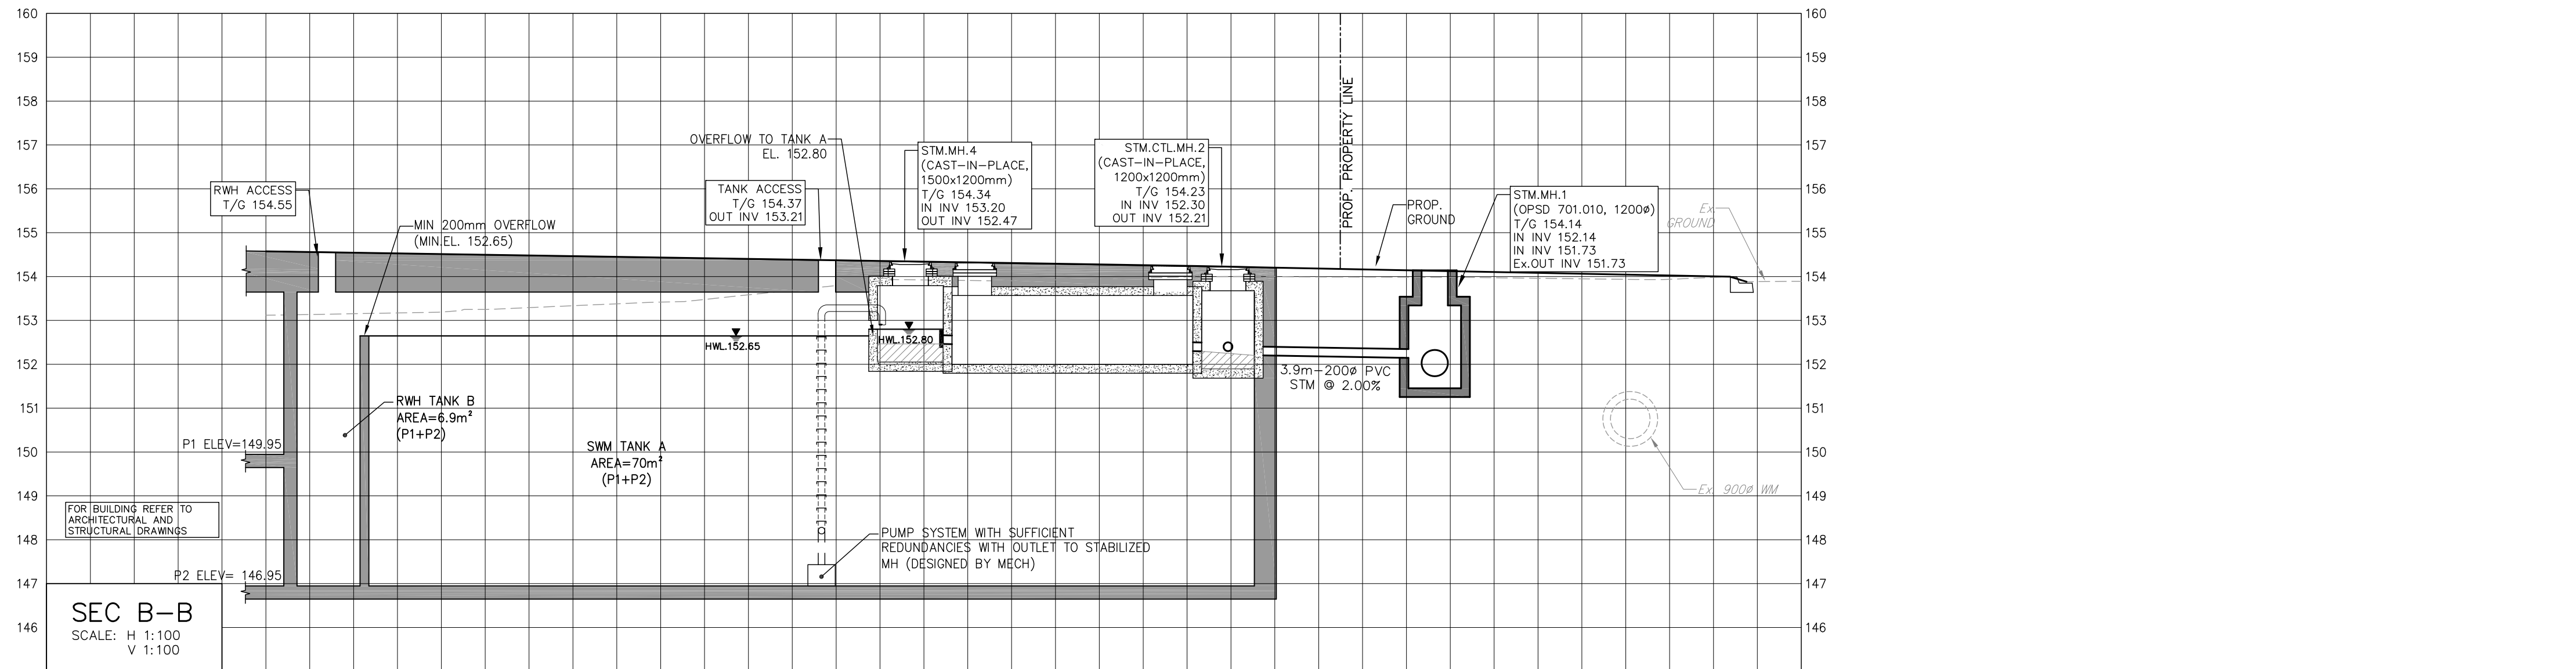 160
159
158
157
156
155
154
153
152
151
150
149
148
147
146
RWH ACCESS
T/G 154.55
MIN 200mm OVERFLOW
(MIN.EL. 152.65)
OVERFLOW TO TANK A
EL. 152.80
TANK ACCESS
T/G 154.37
OUT INV 153.21
STM.MH.4
(CAST-IN-PLACE,
1500x1200mm)
T/G 154.34
IN INV 153.20
OUT INV 152.47
STM.CTL.MH.2
(CAST-IN-PLACE,
1200x1200mm)
T/G 154.23
IN INV 152.30
OUT INV 152.21
PROP. PROPERTY LINE
PROP.
GROUND
STM.MH.1
(OPSD 701.010, 1200ø)
T/G 154.14
IN INV 152.14
IN INV 151.73
Ex.OUT INV 151.73
Ex.
GROUND
HWL.152.65
HWL.152.80
3.9m-200ø PVC
STM @ 2.00%
RWH TANK B
AREA=6.9m²
(P1+P2)
P1 ELEV=149.95
SWM TANK A
AREA=70m²
(P1+P2)
Ex. 900ø WM
FOR BUILDING REFER TO
ARCHITECTURAL AND
STRUCTURAL DRAWINGS
PUMP SYSTEM WITH SUFFICIENT
REDUNDANCIES WITH OUTLET TO STABILIZED
MH (DESIGNED BY MECH)
P2 ELEV= 146.95
SEC B-B
SCALE: H 1:100
V 1:100
160
159
158
157
156
155
154
153
152
151
150
149
148
147
146